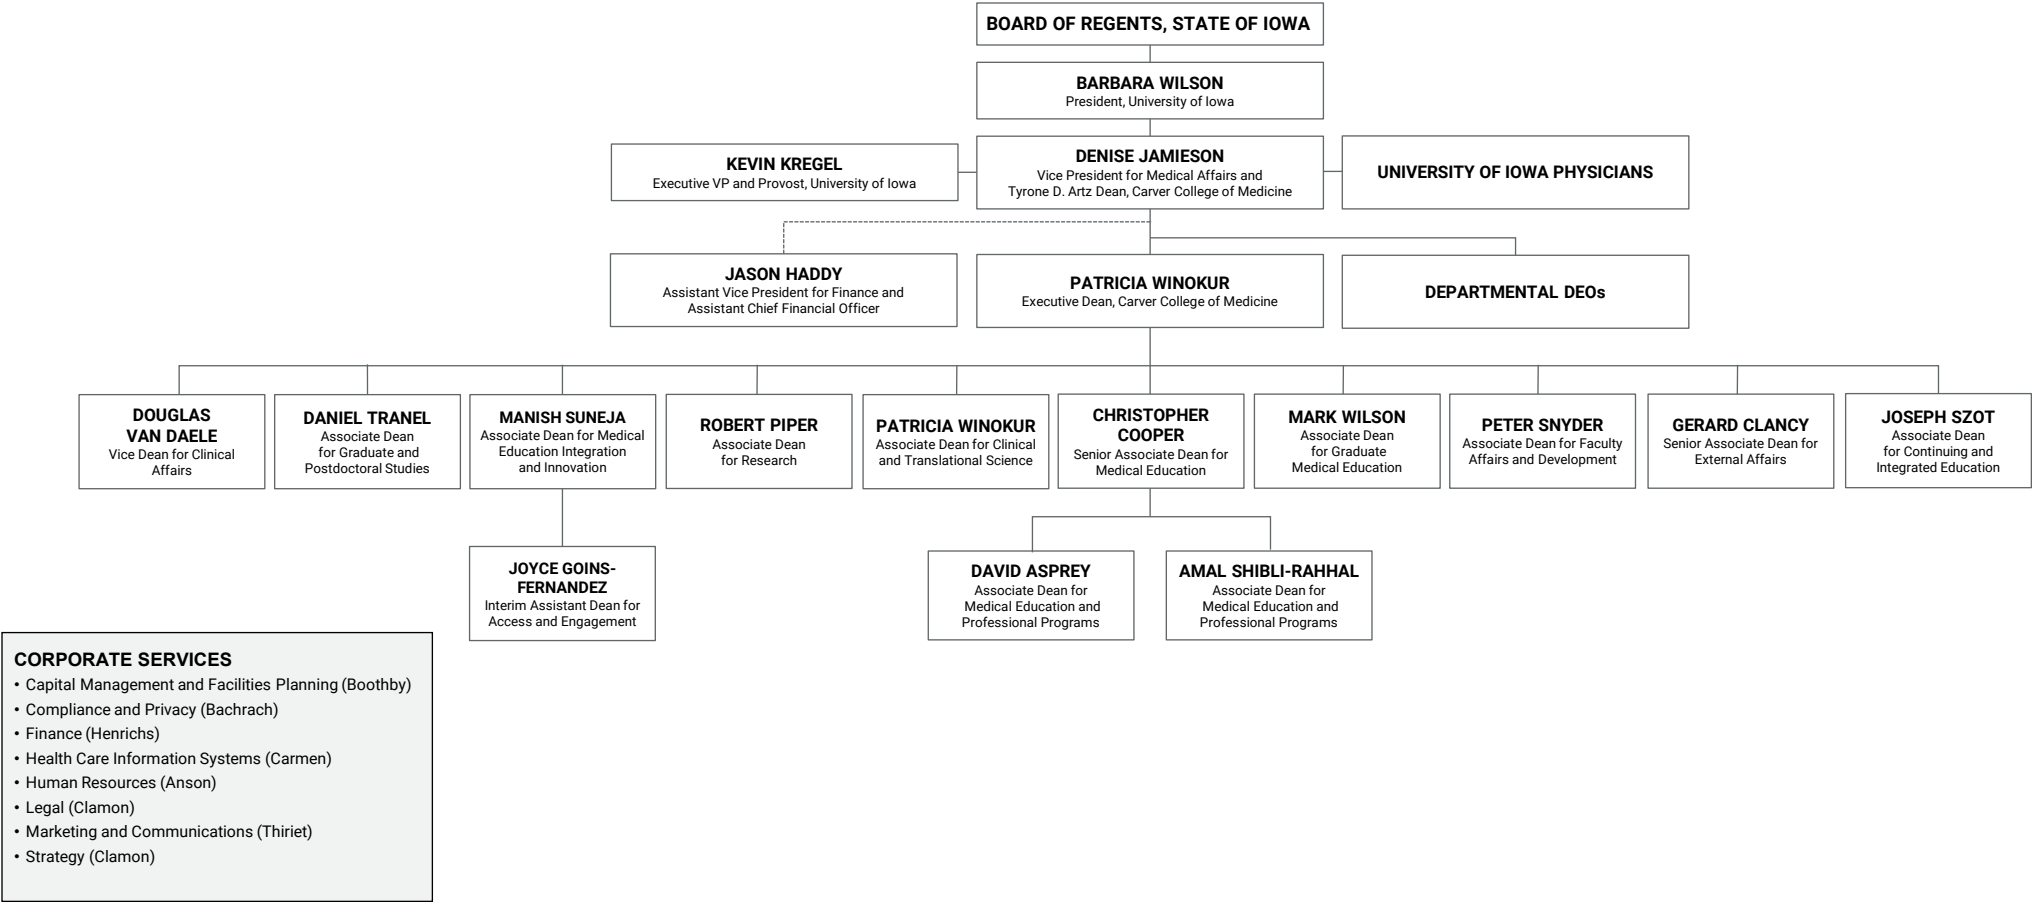 BOARD OF REGENTS, STATE OF IOWA
BARBARA WILSON
President, University of Iowa
KEVIN KREGEL
Executive VP and Provost, University of Iowa
DENISE JAMIESON
Vice President for Medical Affairs and
Tyrone D. Artz Dean, Carver College of Medicine
UNIVERSITY OF IOWA PHYSICIANS
JASON HADDY
Assistant Vice President for Finance and
Assistant Chief Financial Officer
PATRICIA WINOKUR
Executive Dean, Carver College of Medicine
DEPARTMENTAL DEOs
DOUGLAS
VAN DAELE
Vice Dean for Clinical
Affairs
DANIEL TRANEL
Associate Dean
for Graduate and
Postdoctoral Studies
MANISH SUNEJA
Associate Dean for Medical
Education Integration
and Innovation
ROBERT PIPER
Associate Dean
for Research
PATRICIA WINOKUR
Associate Dean for Clinical
and Translational Science
CHRISTOPHER
COOPER
Senior Associate Dean for
Medical Education
MARK WILSON
Associate Dean
for Graduate
Medical Education
PETER SNYDER
Associate Dean for Faculty
Affairs and Development
GERARD CLANCY
Senior Associate Dean for
External Affairs
JOSEPH SZOT
Associate Dean
for Continuing and
Integrated Education
JOYCE GOINS-
FERNANDEZ
Interim Assistant Dean for
Access and Engagement
DAVID ASPREY
Associate Dean for
Medical Education and
Professional Programs
AMAL SHIBLI-RAHHAL
Associate Dean for
Medical Education and
Professional Programs
CORPORATE SERVICES
• Capital Management and Facilities Planning (Boothby)
• Compliance and Privacy (Bachrach)
• Finance (Henrichs)
• Health Care Information Systems (Carmen)
• Human Resources (Anson)
• Legal (Clamon)
• Marketing and Communications (Thiriet)
• Strategy (Clamon)